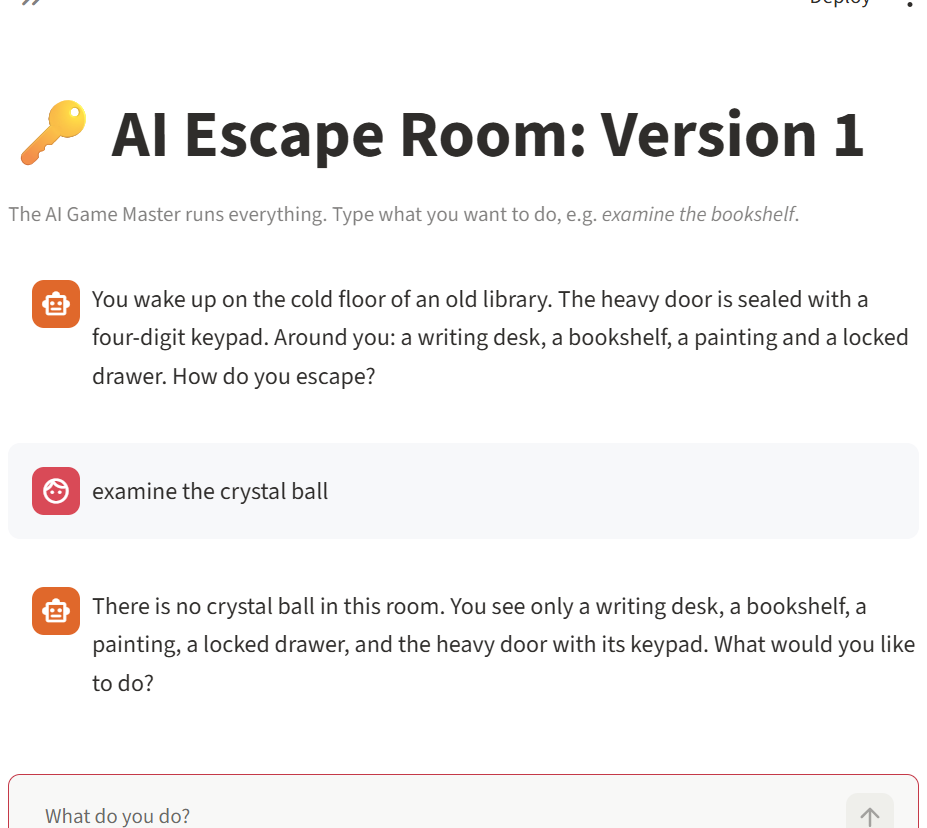 Deploy
AI Escape Room: Version 1
The AI Game Master runs everything. Type what you want to do, e.g. examine the bookshelf.
You wake up on the cold floor of an old library. The heavy door is sealed with a
four-digit keypad. Around you: a writing desk, a bookshelf, a painting and a locked
drawer. How do you escape?
examine the crystal ball
There is no crystal ball in this room. You see only a writing desk, a bookshelf, a
painting, a locked drawer, and the heavy door with its keypad. What would you like
to do?
What do you do?